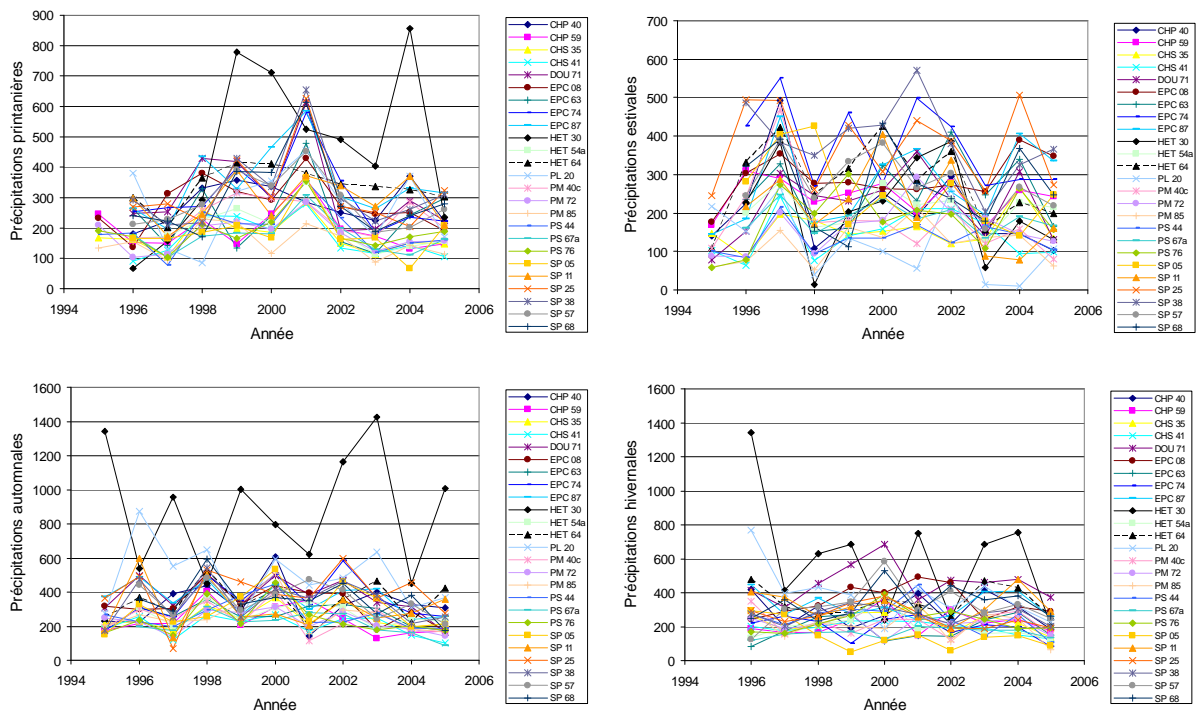 Précipitations printanières
900
800
700
600
500
400
300
200
100
0
1994 1996 1998 2000 2002 2004 2006
Année
CHP 40
CHP 59
CHS 35
CHS 41
DOU 71
EPC 08
EPC 63
EPC 74
EPC 87
HET 30
HET 54a
HET 64
PL 20
PM 40c
PM 72
PM 85
PS 44
PS 67a
PS 76
SP 05
SP 11
SP 25
SP 38
SP 57
SP 68
Précipitations estivales
700
600
500
400
300
200
100
0
1994 1996 1998 2000 2002 2004 2006
Année
CHP 40
CHP 59
CHS 35
CHS 41
DOU 71
EPC 08
EPC 63
EPC 74
EPC 87
HET 30
HET 54a
HET 64
PL 20
PM 40c
PM 72
PM 85
PS 44
PS 67a
PS 76
SP 05
SP 11
SP 25
SP 38
SP 57
SP 68
Précipitations automnales
1600
1400
1200
1000
800
600
400
200
0
1994 1996 1998 2000 2002 2004 2006
Année
CHP 40
CHP 59
CHS 35
CHS 41
DOU 71
EPC 08
EPC 63
EPC 74
EPC 87
HET 30
HET 54a
HET 64
PL 20
PM 40c
PM 72
PM 85
PS 44
PS 67a
PS 76
SP 05
SP 11
SP 25
SP 38
SP 57
SP 68
Précipitations hivernales
1600
1400
1200
1000
800
600
400
200
0
1994 1996 1998 2000 2002 2004 2006
Année
CHP 40
CHP 59
CHS 35
CHS 41
DOU 71
EPC 08
EPC 63
EPC 74
EPC 87
HET 30
HET 54a
HET 64
PL 20
PM 40c
PM 72
PM 85
PS 44
PS 67a
PS 76
SP 05
SP 11
SP 25
SP 38
SP 57
SP 68